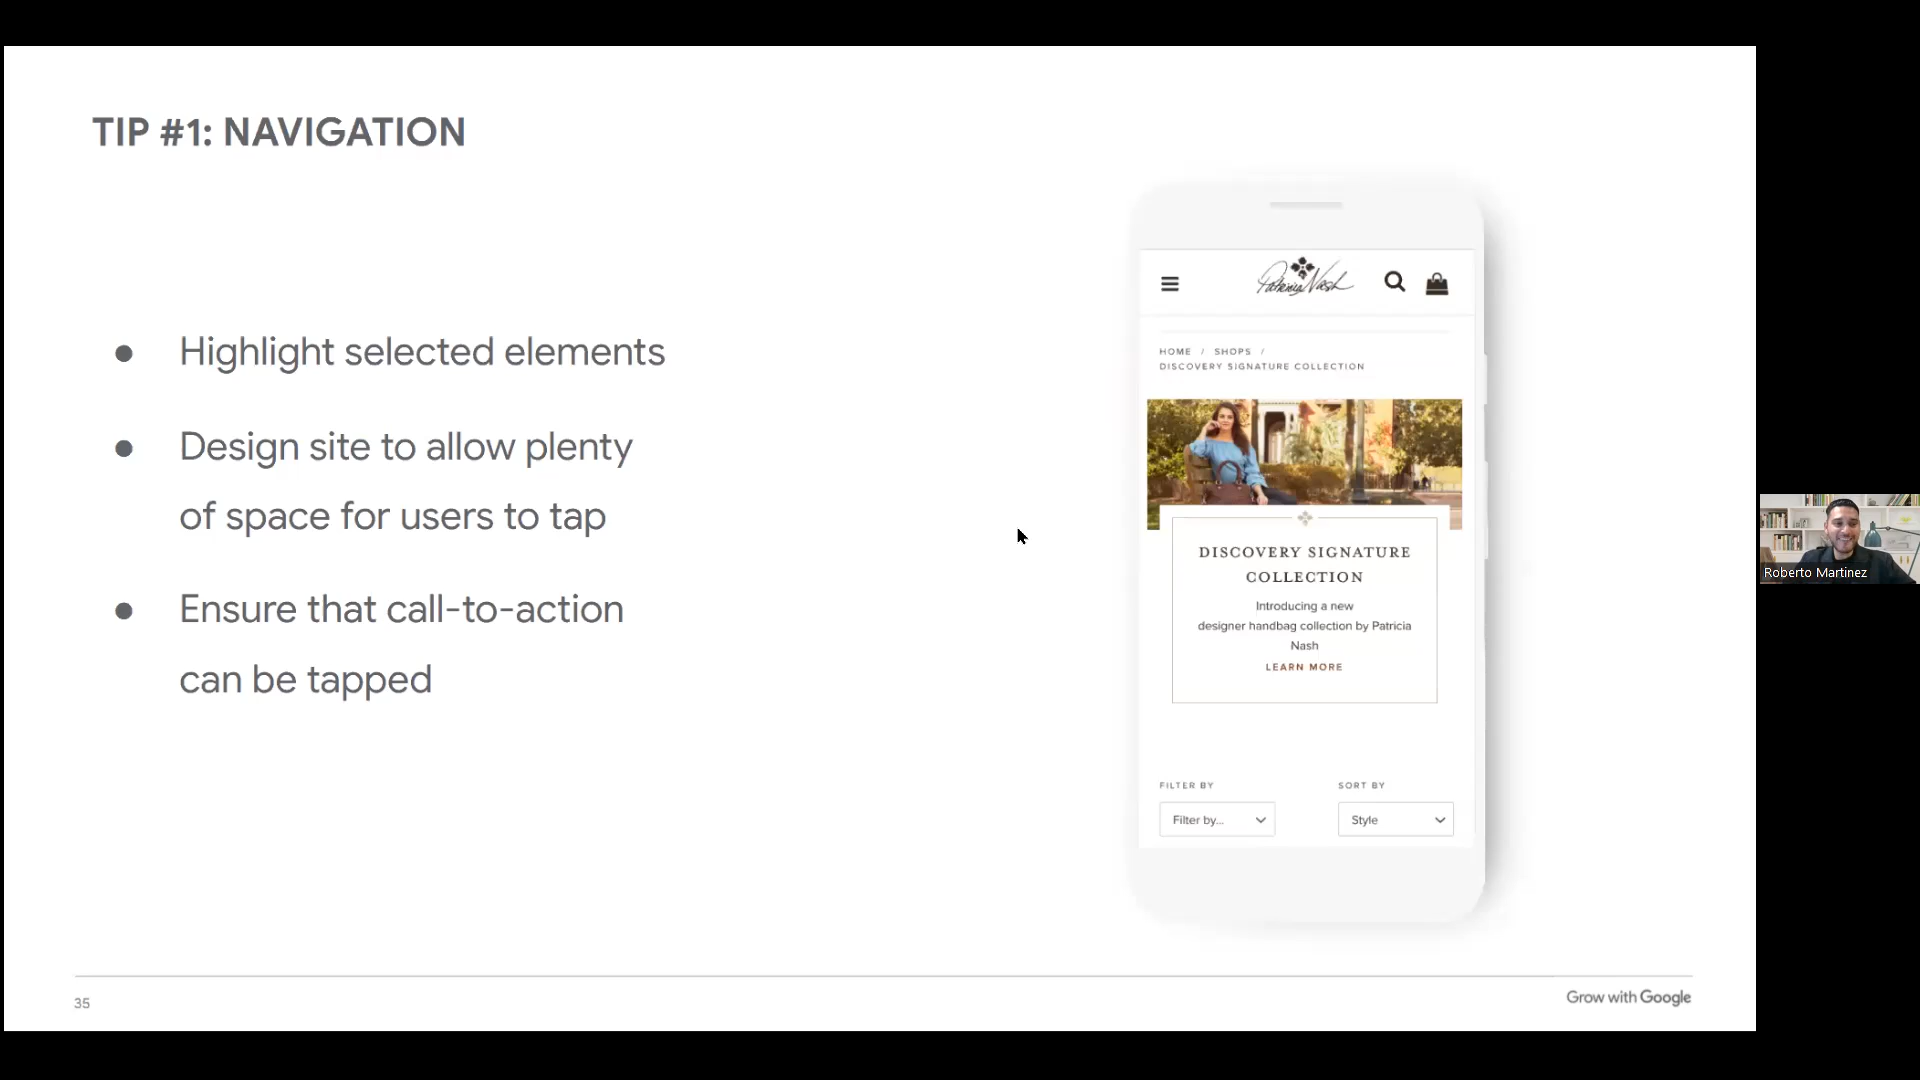 TIP #1: NAVIGATION
● Highlight selected elements
● Design site to allow plenty
of space for users to tap
● Ensure that call-to-action
can be tapped
Patricia Nash
HOME / SHOPS /
DISCOVERY SIGNATURE COLLECTION
DISCOVERY SIGNATURE
COLLECTION
Introducing a new
designer handbag collection by Patricia
Nash
LEARN MORE
FILTER BY
SORT BY
Filter by...
Style
Roberto Martinez
35
Grow with Google